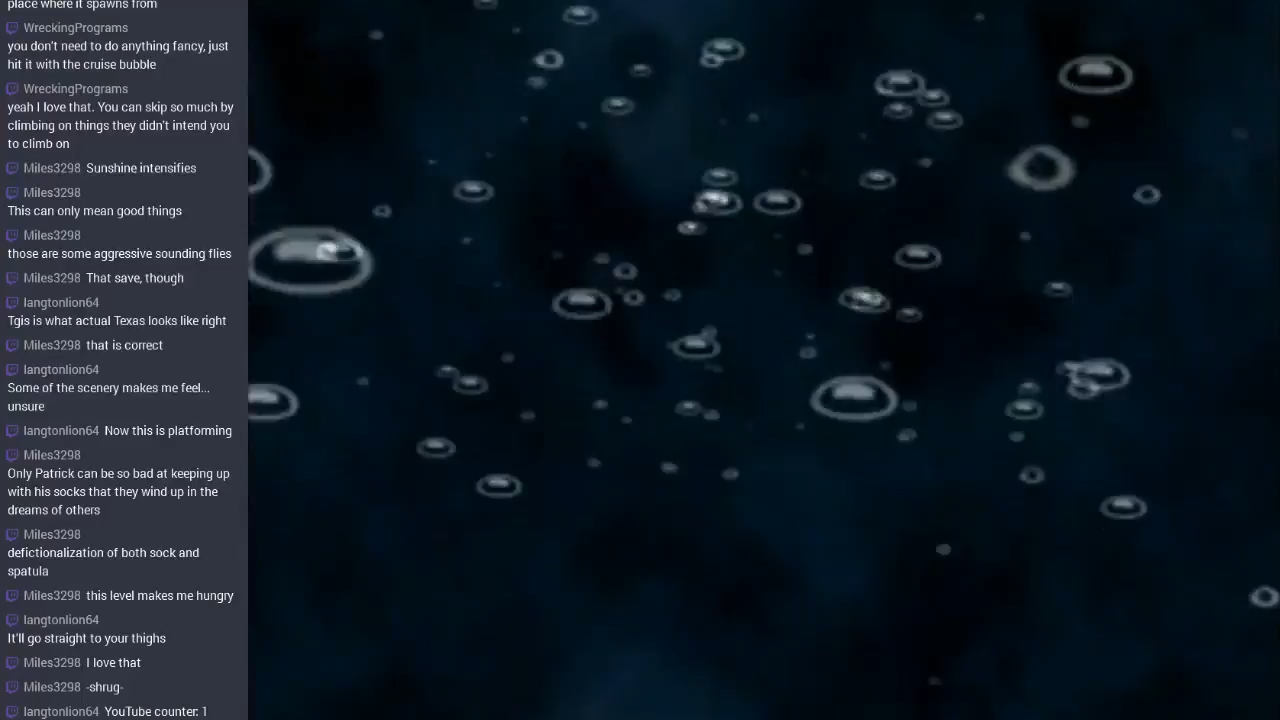 place where it spawns from
WreckingPrograms
you don't need to do anything fancy, just
hit it with the cruise bubble
WreckingPrograms
yeah I love that. You can skip so much by
climbing on things they didn't intend you
to climb on
Miles3298 Sunshine intensifies
Miles3298
This can only mean good things
Miles3298
those are some aggressive sounding flies
Miles3298 That save, though
langtonlion64
Tgis is what actual Texas looks like right
Miles3298 that is correct
langtonlion64
Some of the scenery makes me feel...
unsure
langtonlion64 Now this is platforming
Miles3298
Only Patrick can be so bad at keeping up
with his socks that they wind up in the
dreams of others
Miles3298
defictionalization of both sock and
spatula
Miles3298 this level makes me hungry
langtonlion64
It'll go straight to your thighs
Miles3298 I love that
Miles3298 -shrug-
langtonlion64 YouTube counter: 1